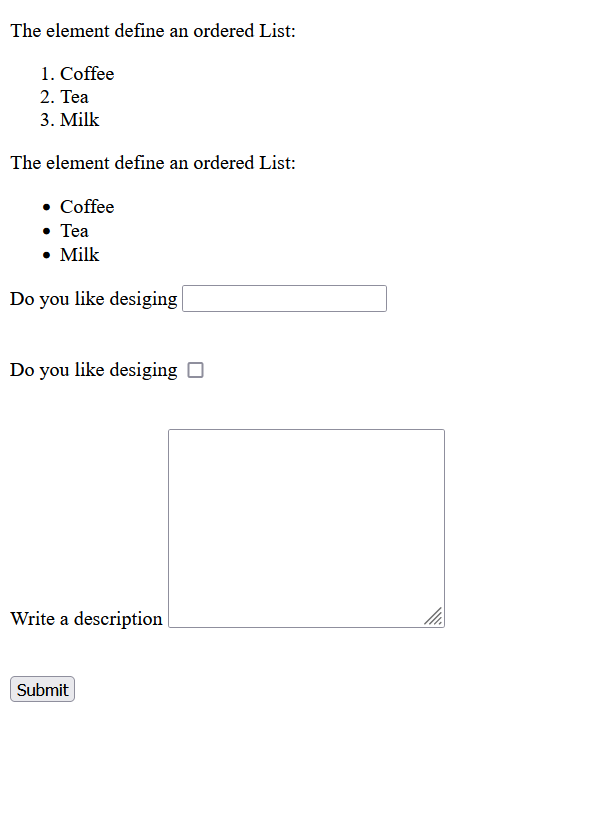 The element define an ordered List:
1. Coffee
2. Tea
3. Milk
The element define an ordered List:
• Coffee
• Tea
• Milk
Do you like desiging
Do you like desiging
Write a description
Submit